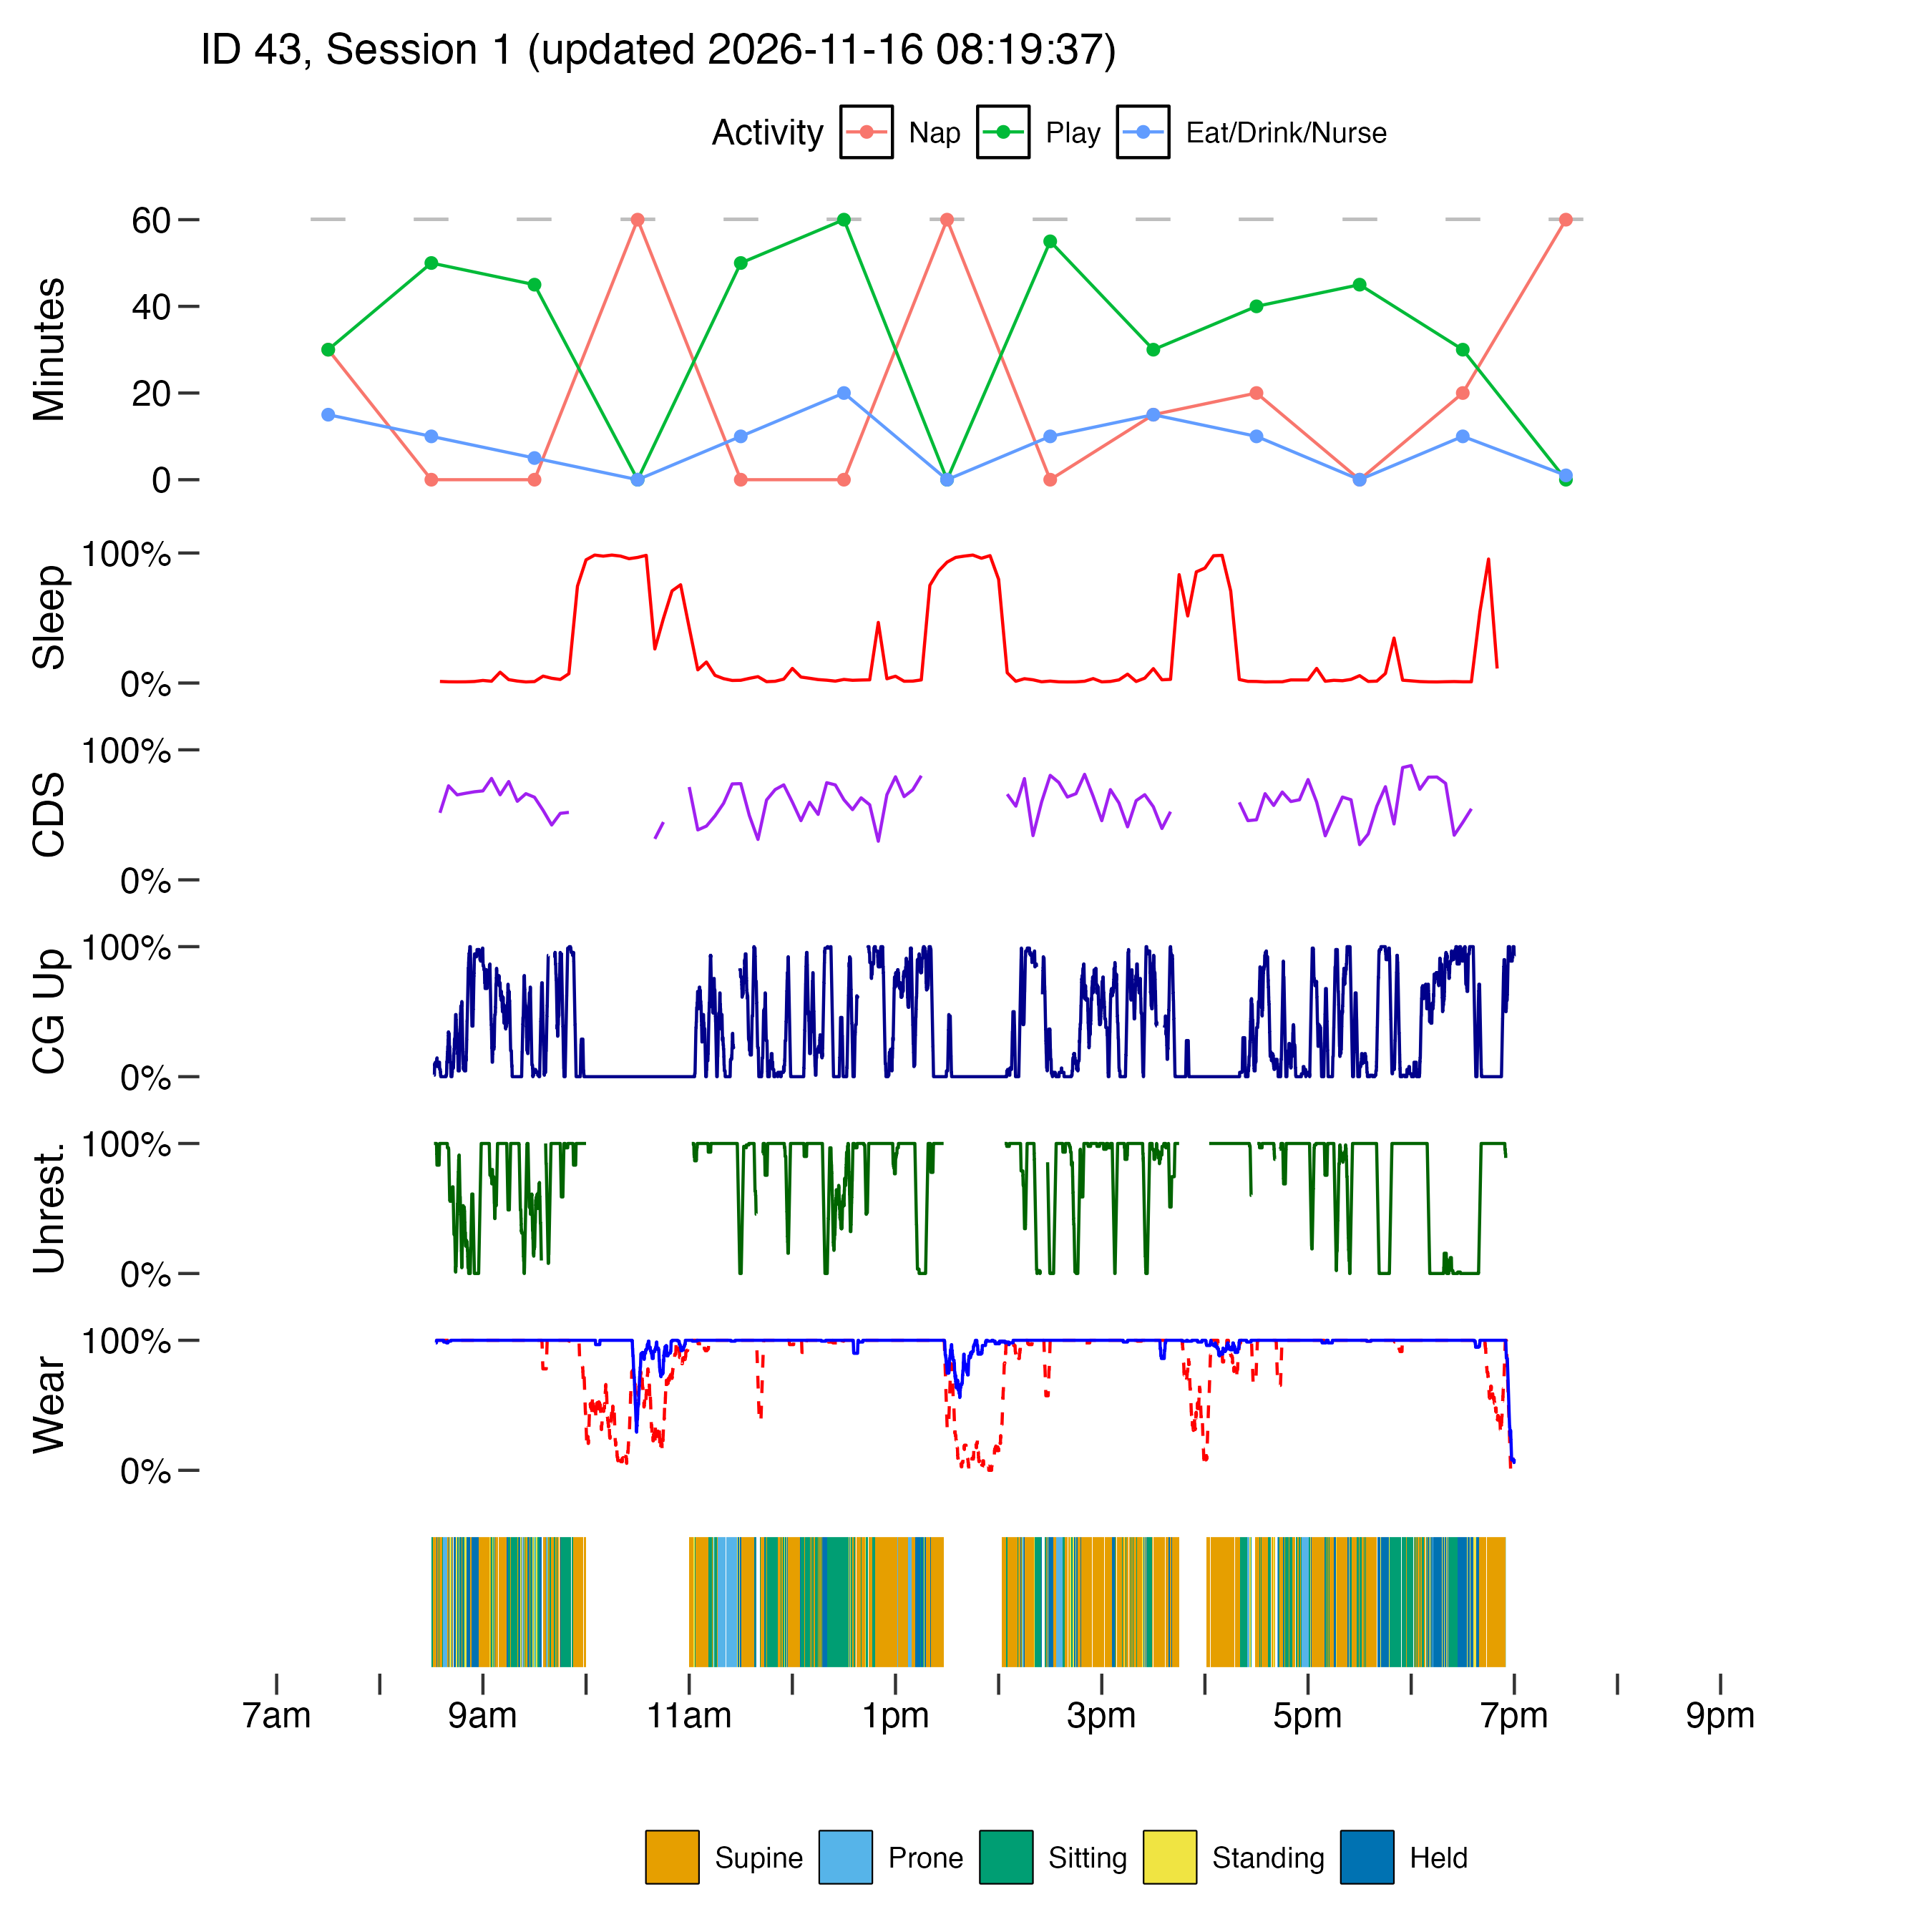 ID 43, Session 1 (updated 2026-11-16 08:19:37)
Activity Nap Play Eat/Drink/Nurse
Minutes
60
40
20
0
Sleep
100%
0%
CDS
100%
0%
CG Up
100%
0%
Unrest.
100%
0%
Wear
100%
0%
7am 9am 11am 1pm 3pm 5pm 7pm 9pm
Supine Prone Sitting Standing Held